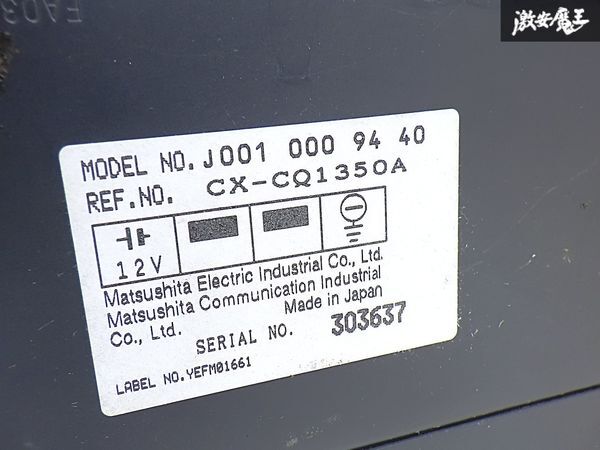 激安魔王
FA03
MODEL NO. J001 000 94 40
REF.NO. CX-CQ1350A
12V
Matsushita Electric Industrial Co., Ltd.
Matsushita Communication Industrial
Co., Ltd. Made in Japan
SERIAL NO. 303637
LABEL NO.YEFM01661